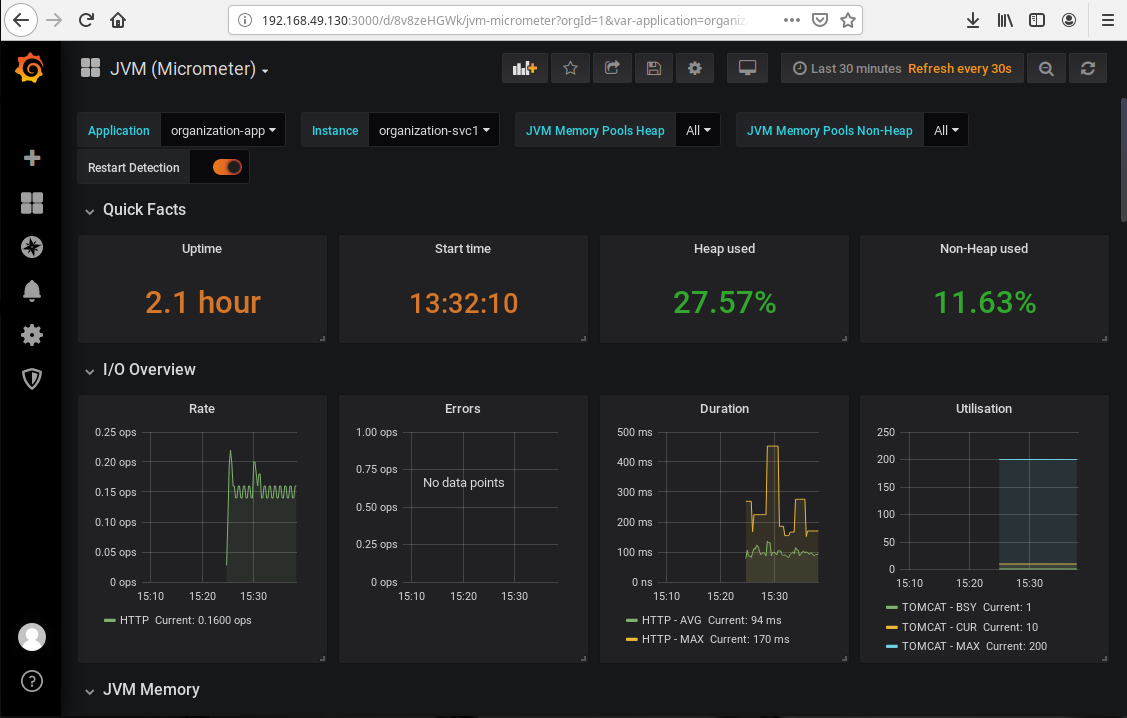 192.168.49.130:3000/d/8v8zeHGWk/jvm-micrometer?orgId=1&var-application=organiz
JVM (Micrometer)
Last 30 minutes Refresh every 30s
Application organization-app Instance organization-svc1 JVM Memory Pools Heap All JVM Memory Pools Non-Heap All
Restart Detection
Quick Facts
Uptime
2.1 hour
Start time
13:32:10
Heap used
27.57%
Non-Heap used
11.63%
I/O Overview
Rate
0.25 ops
0.20 ops
0.15 ops
0.10 ops
0.05 ops
0 ops
15:10 15:20 15:30
HTTP Current: 0.1600 ops
Errors
1.00 ops
0.75 ops
No data points
0.50 ops
0.25 ops
0 ops
15:10 15:20 15:30
Duration
500 ms
400 ms
300 ms
200 ms
100 ms
0 ns
15:10 15:20 15:30
HTTP - AVG Current: 94 ms
HTTP - MAX Current: 170 ms
Utilisation
250
200
150
100
50
0
15:10 15:20 15:30
TOMCAT - BSY Current: 1
TOMCAT - CUR Current: 10
TOMCAT - MAX Current: 200
JVM Memory